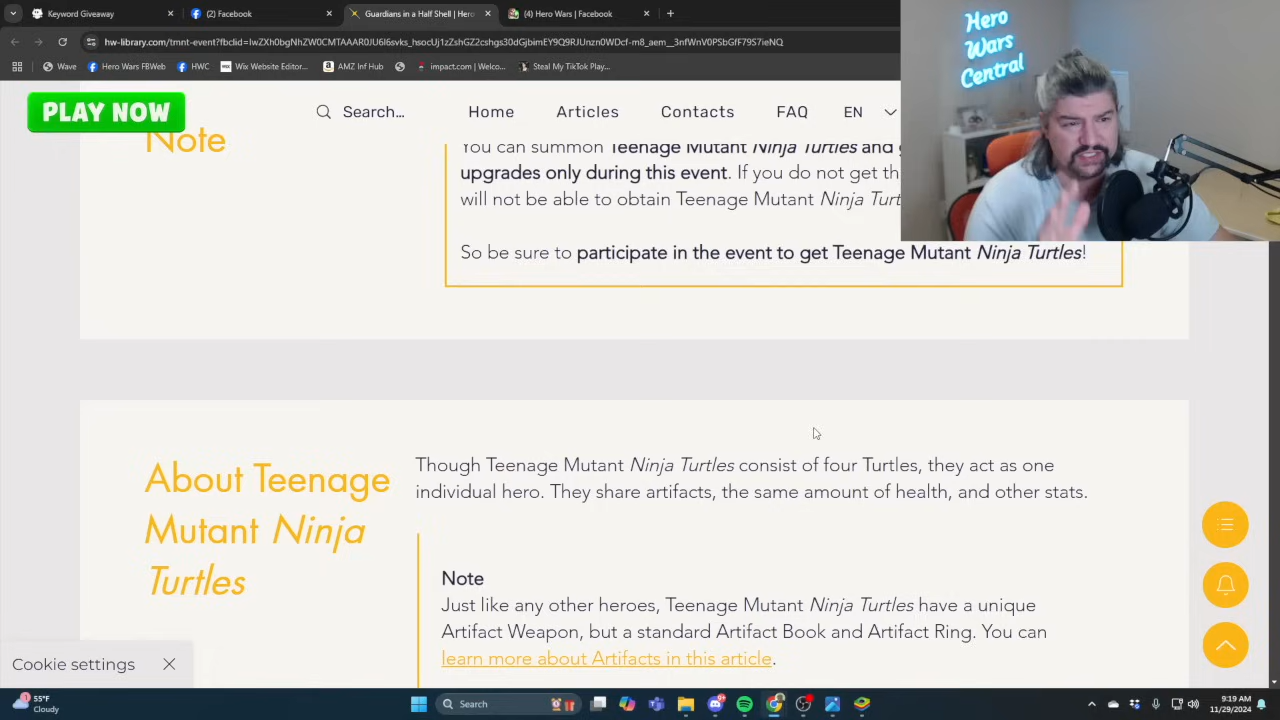 Keyword Giveaway
(2) Facebook
Guardians in a Half Shell | Hero
(4) Hero Wars | Facebook
hw-library.com/tmnt-event?fbclid=
Wave
Hero Wars FBWeb
HWC
Wix Website Editor...
AMZ Inf Hub
impact.com | Welco...
Steal My TikTok Play...
Hero
Wars
Central
PLAY NOW
Search...
Home
Articles
Contacts
FAQ
EN
Note
You can summon Teenage Mutant Ninja Turtles and
upgrades only during this event. If you do not get
will not be able to obtain Teenage Mutant
So be sure to participate in the event to get Teenage Mutant Ninja Turtles!
About Teenage
Mutant Ninja
Turtles
Though Teenage Mutant Ninja Turtles consist of four Turtles, they act as one
individual hero. They share artifacts, the same amount of health, and other stats.
Note
Just like any other heroes, Teenage Mutant Ninja Turtles have a unique
Artifact Weapon, but a standard Artifact Book and Artifact Ring. You can
learn more about Artifacts in this article.
Cookie settings
55°F
Cloudy
Search
9:19 AM
11/29/2024